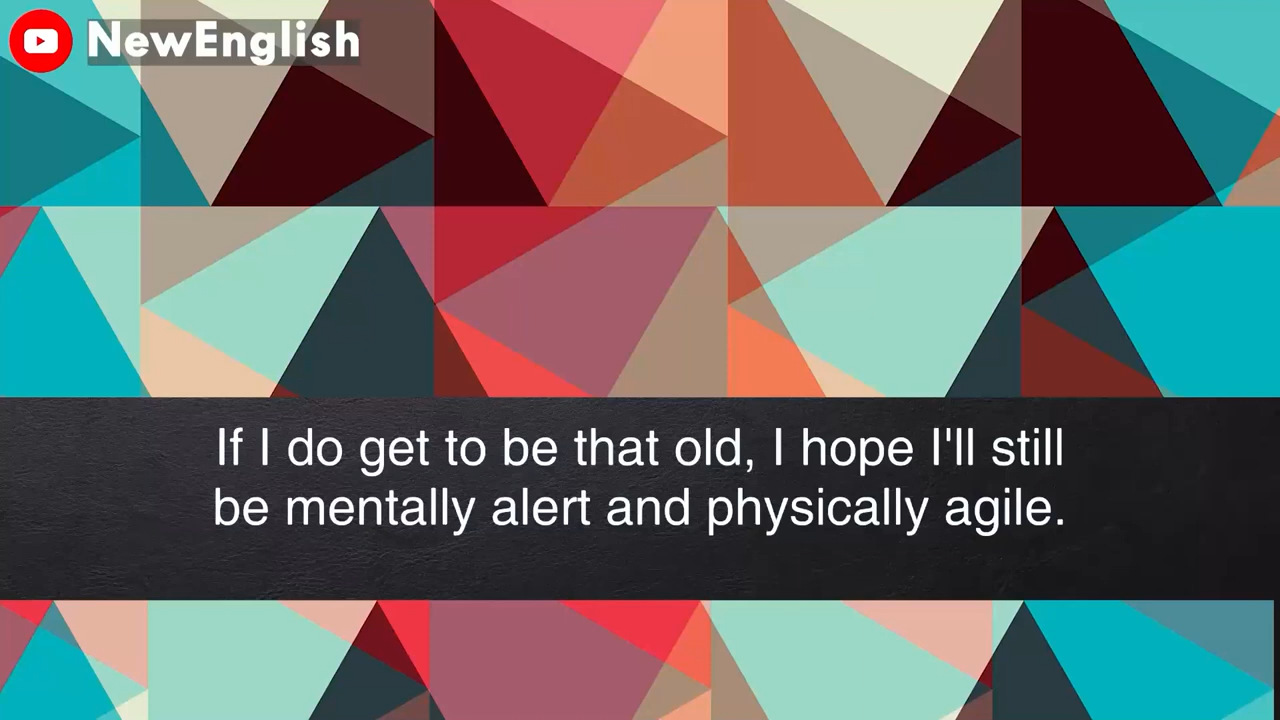 NewEnglish
If I do get to be that old, I hope I'll still
be mentally alert and physically agile.